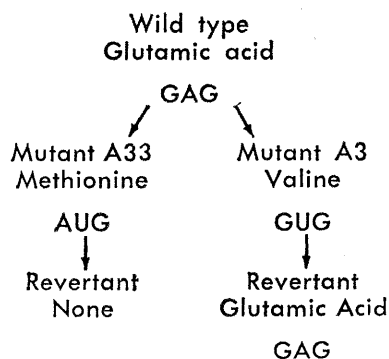 Wild type
Glutamic acid
GAG
Mutant A33
Methionine
AUG
Revertant
None
Mutant A3
Valine
GUG
Revertant
Glutamic Acid
GAG